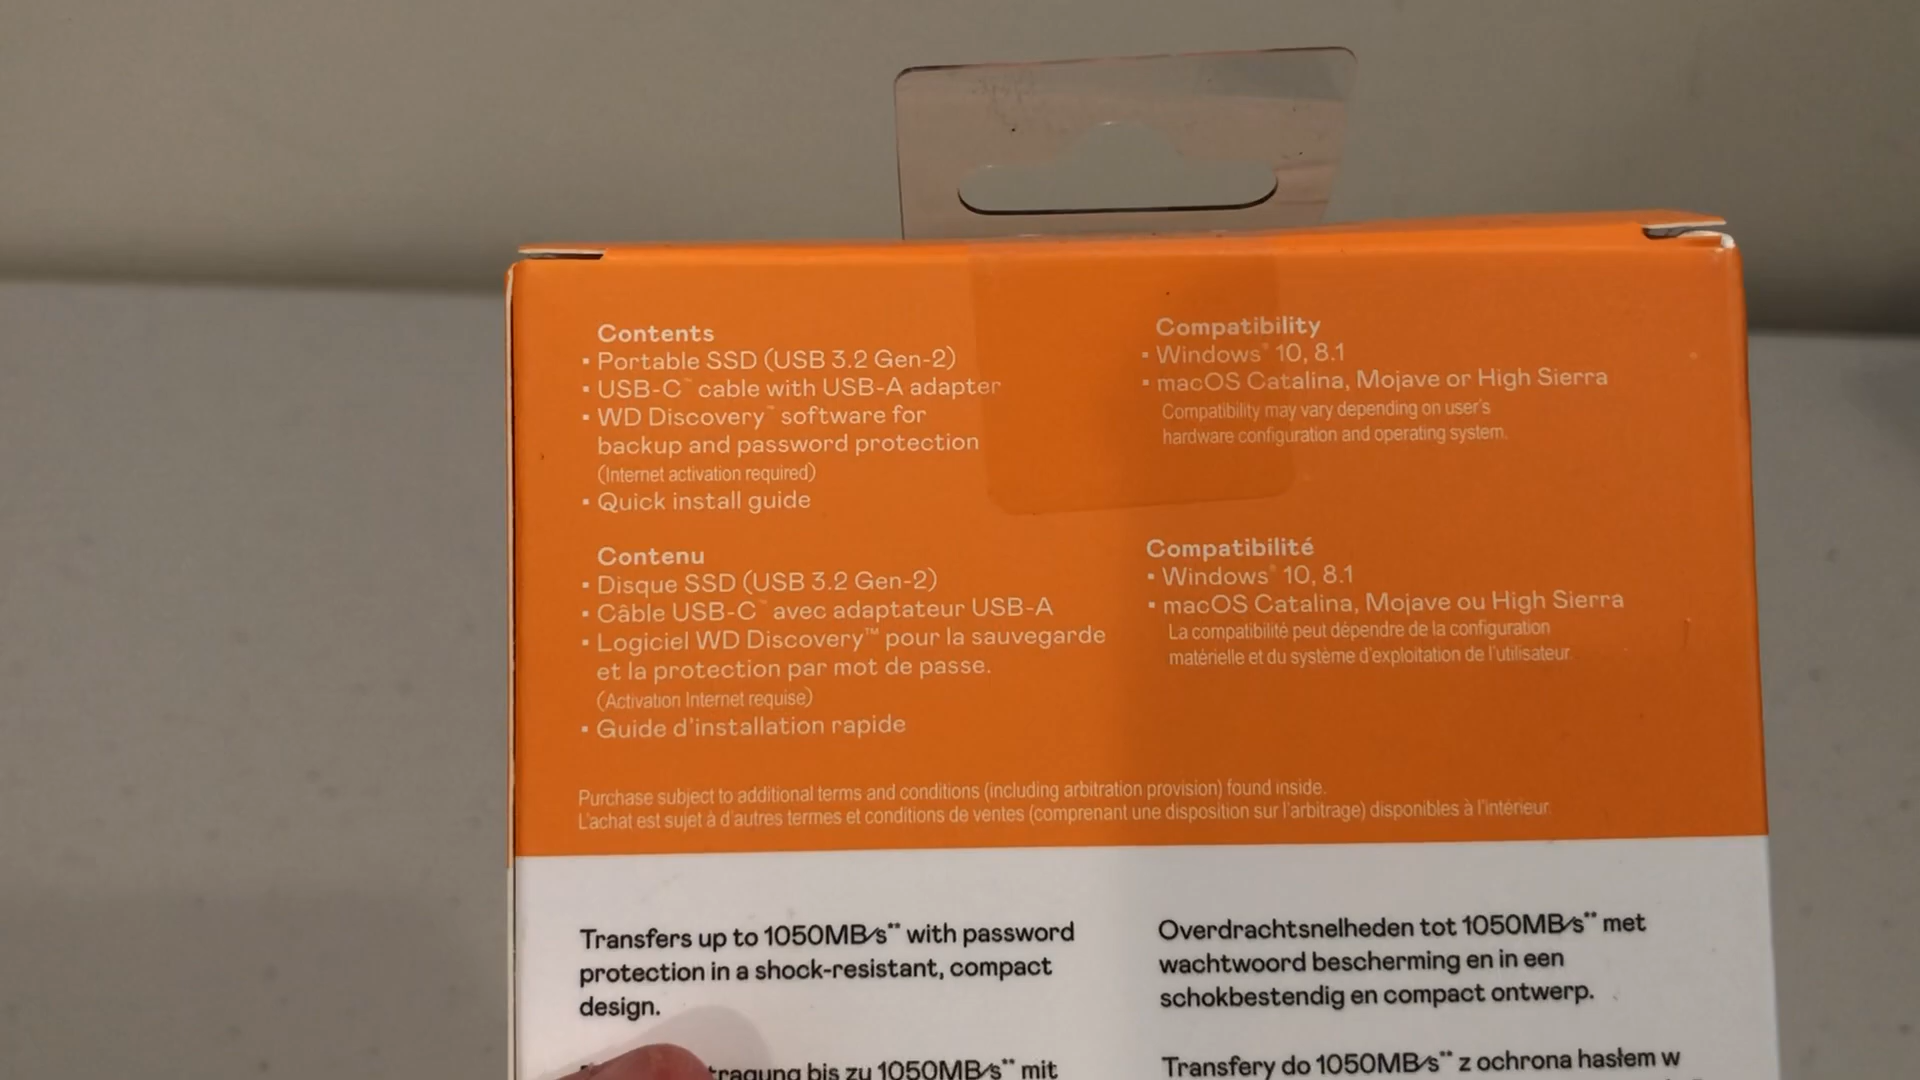 Contents
▪ Portable SSD (USB 3.2 Gen-2)
▪ USB-C™ cable with USB-A adapter
▪ WD Discovery™ software for
backup and password protection
(Internet activation required)
▪ Quick install guide
Compatibility
▪ Windows® 10, 8.1
▪ macOS Catalina, Mojave or High Sierra
Compatibility may vary depending on user's
hardware configuration and operating system.
Contenu
▪ Disque SSD (USB 3.2 Gen-2)
▪ Câble USB-C™ avec adaptateur USB-A
▪ Logiciel WD Discovery™ pour la sauvegarde
et la protection par mot de passe.
(Activation Internet requise)
▪ Guide d'installation rapide
Compatibilité
▪ Windows® 10, 8.1
▪ macOS Catalina, Mojave ou High Sierra
La compatibilité peut dépendre de la configuration
matérielle et du système d'exploitation de l'utilisateur.
Purchase subject to additional terms and conditions (including arbitration provision) found inside.
L'achat est sujet à d'autres termes et conditions de ventes (comprenant une disposition sur l'arbitrage) disponibles à l'intérieur.
Transfers up to 1050MB/s** with password
protection in a shock-resistant, compact
design.
Overdrachtsnelheden tot 1050MB/s** met
wachtwoord bescherming en in een
schokbestendig en compact ontwerp.
bis zu 1050MB/s** mit
Transfery do 1050MB/s** z ochrona hasłem w